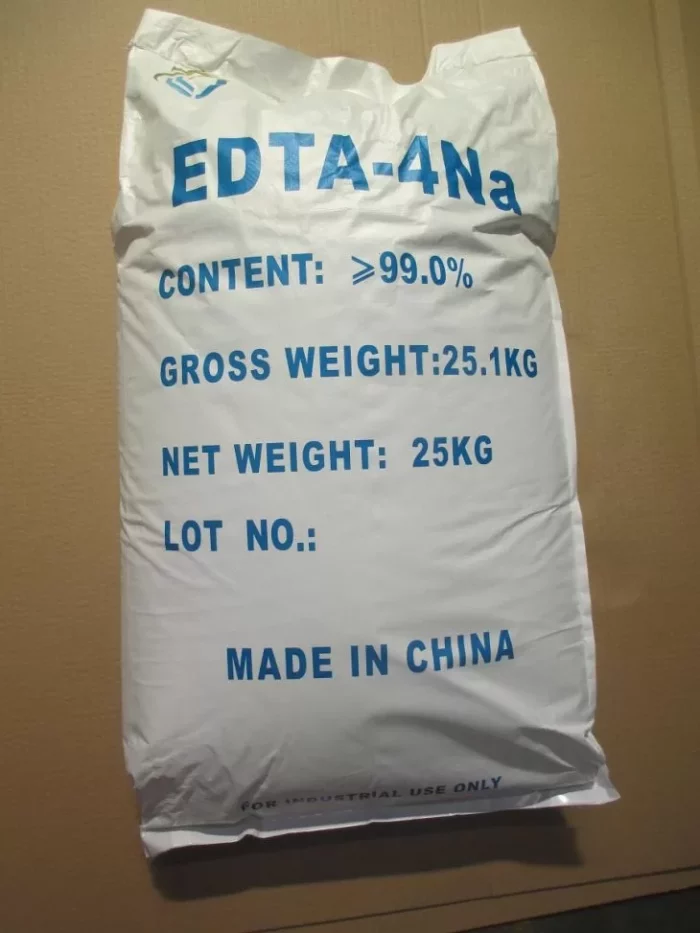 EDTA-4Na
CONTENT: ⩾99.0%
GROSS WEIGHT:25.1KG
NET WEIGHT: 25KG
LOT NO.:
MADE IN CHINA
FOR INDUSTRIAL USE ONLY